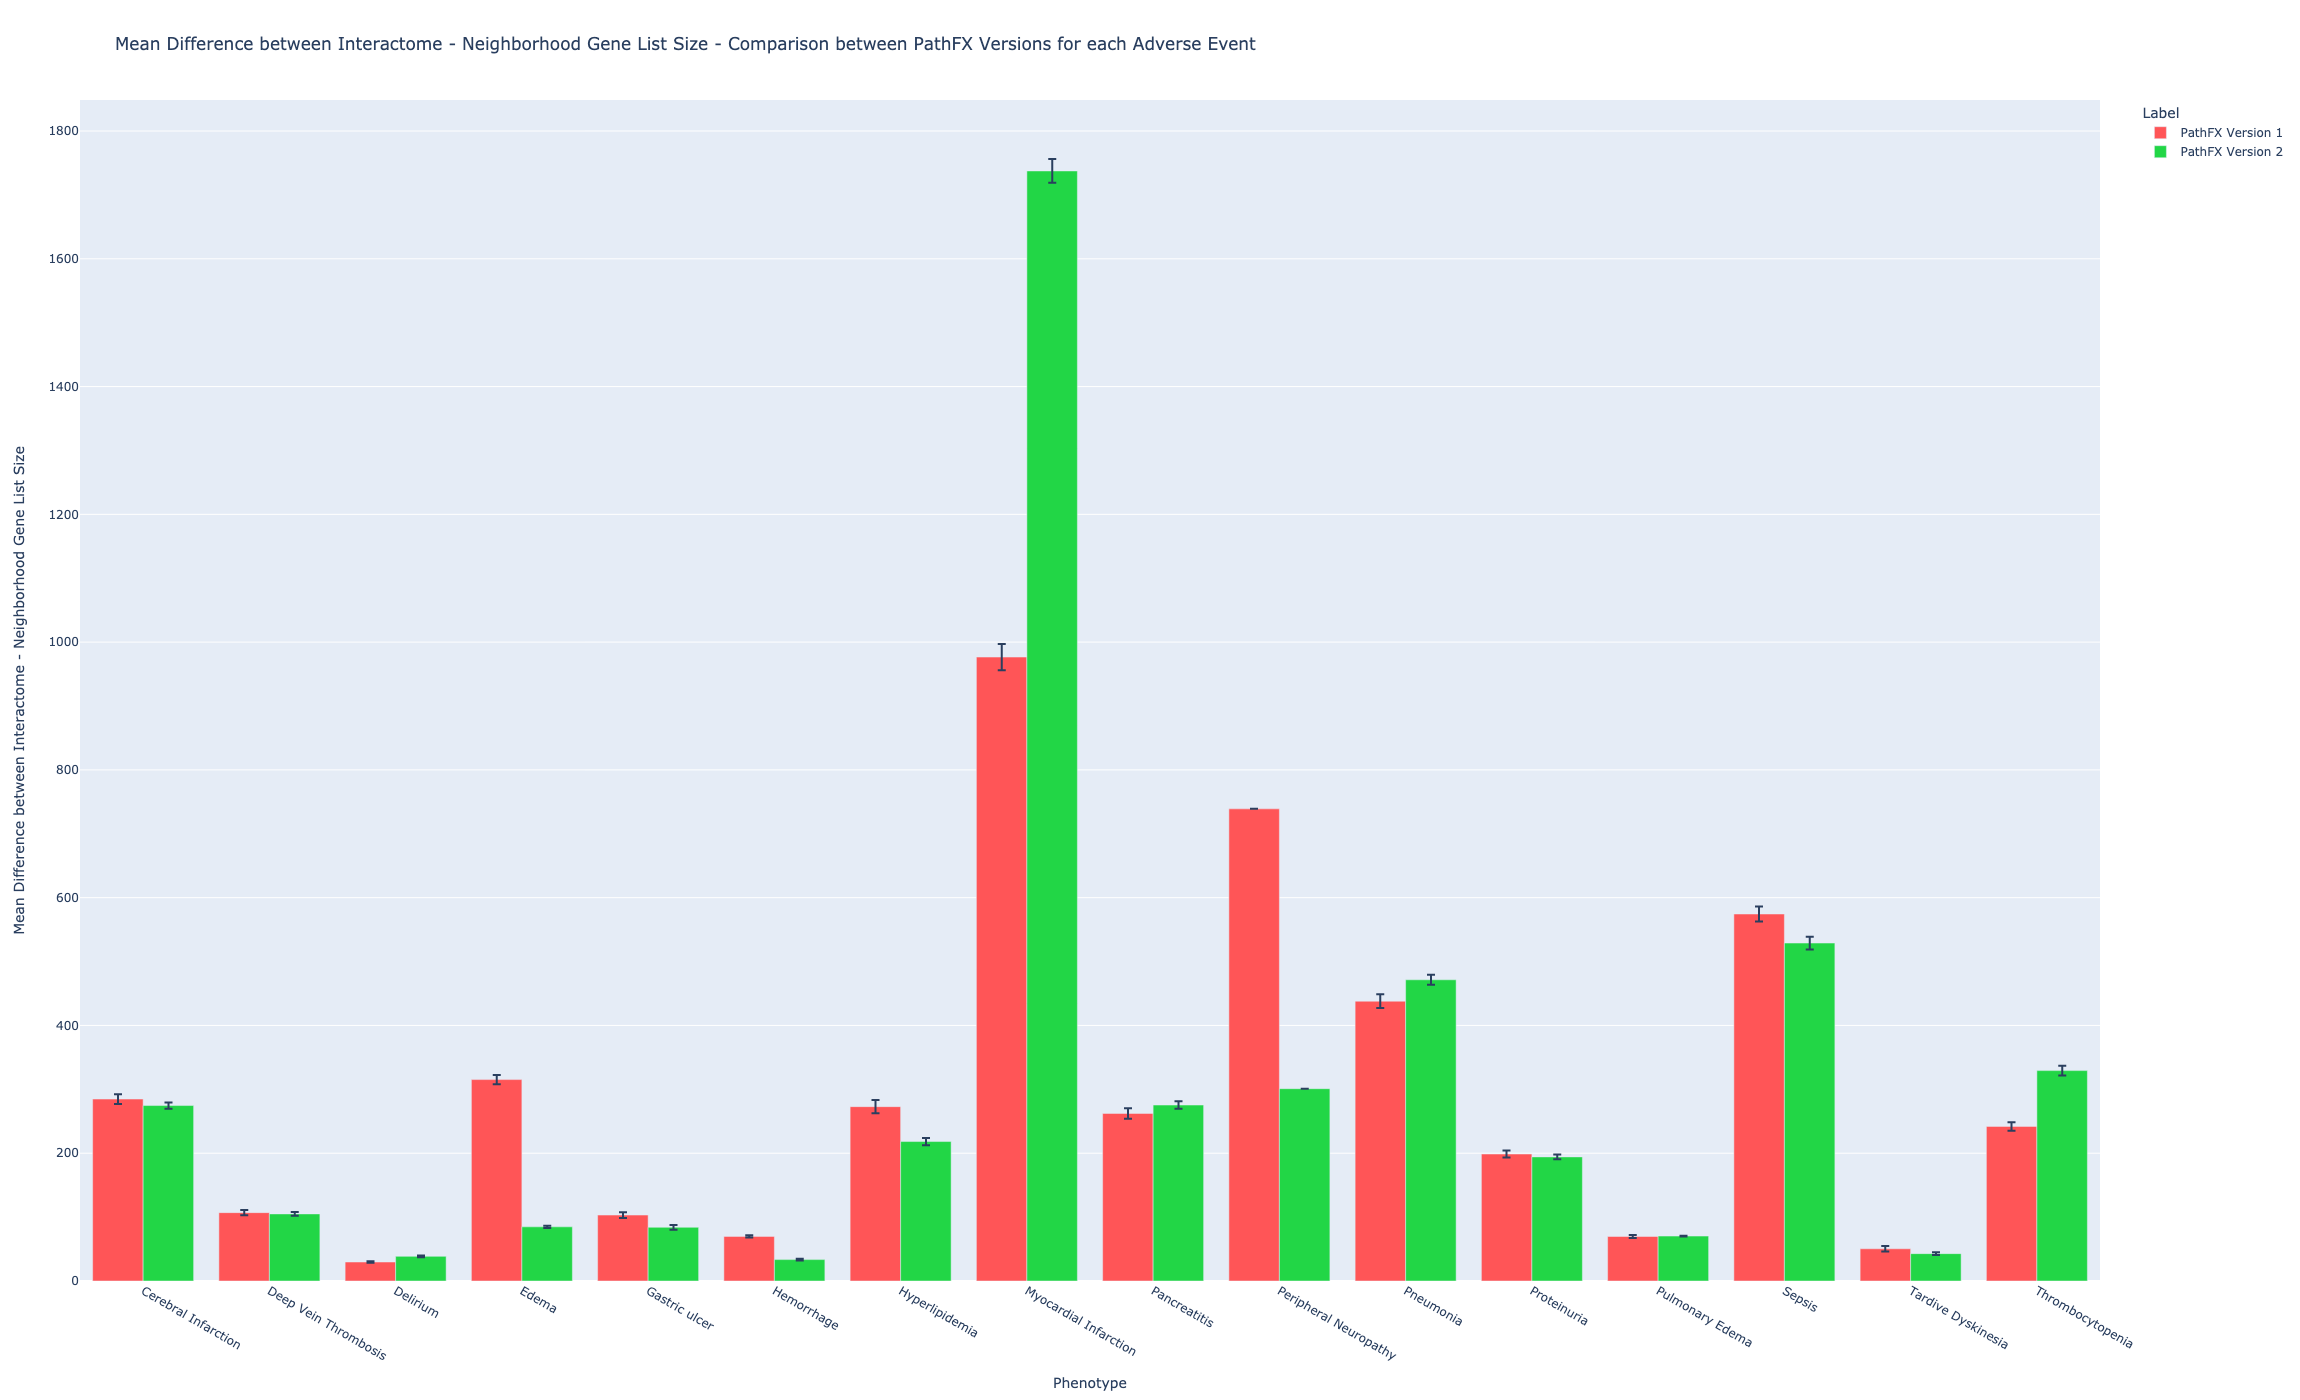 Mean Difference between Interactome - Neighborhood Gene List Size - Comparison between PathFX Versions for each Adverse Event
Label
PathFX Version 1
PathFX Version 2
Mean Difference between Interactome - Neighborhood Gene List Size
1800
1600
1400
1200
1000
800
600
400
200
0
Cerebral Infarction
Deep Vein Thrombosis
Delirium
Edema
Gastric ulcer
Hemorrhage
Hyperlipidemia
Myocardial Infarction
Pancreatitis
Peripheral Neuropathy
Pneumonia
Proteinuria
Pulmonary Edema
Sepsis
Tardive Dyskinesia
Thrombocytopenia
Phenotype